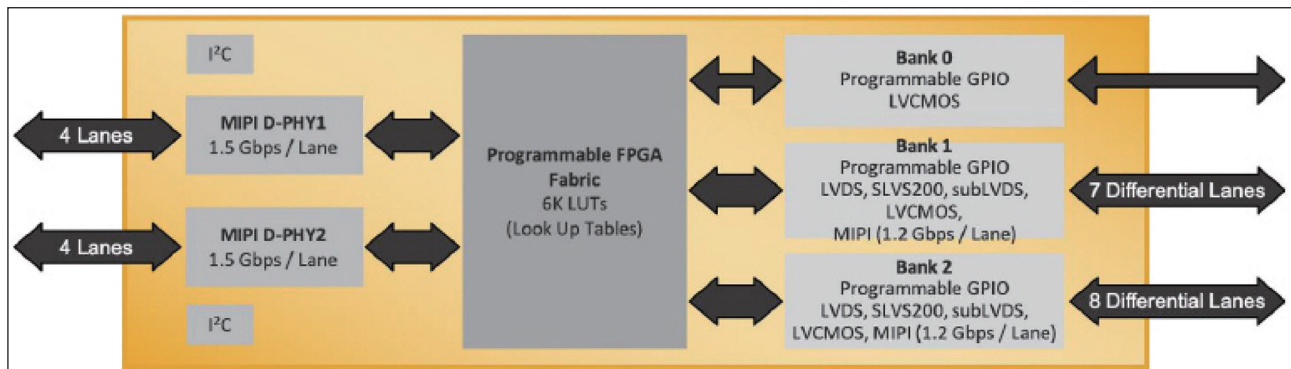 I²C
4 Lanes
MIPI D-PHY1
1.5 Gbps / Lane
4 Lanes
MIPI D-PHY2
1.5 Gbps / Lane
I²C
Programmable FPGA
Fabric
6K LUTs
(Look Up Tables)
Bank 0
Programmable GPIO
LVCMOS
Bank 1
Programmable GPIO
LVDS, SLVS200, subLVDS,
LVCMOS,
MIPI (1.2 Gbps / Lane)
7 Differential Lanes
Bank 2
Programmable GPIO
LVDS, SLVS200, subLVDS,
LVCMOS, MIPI (1.2 Gbps / Lane)
8 Differential Lanes